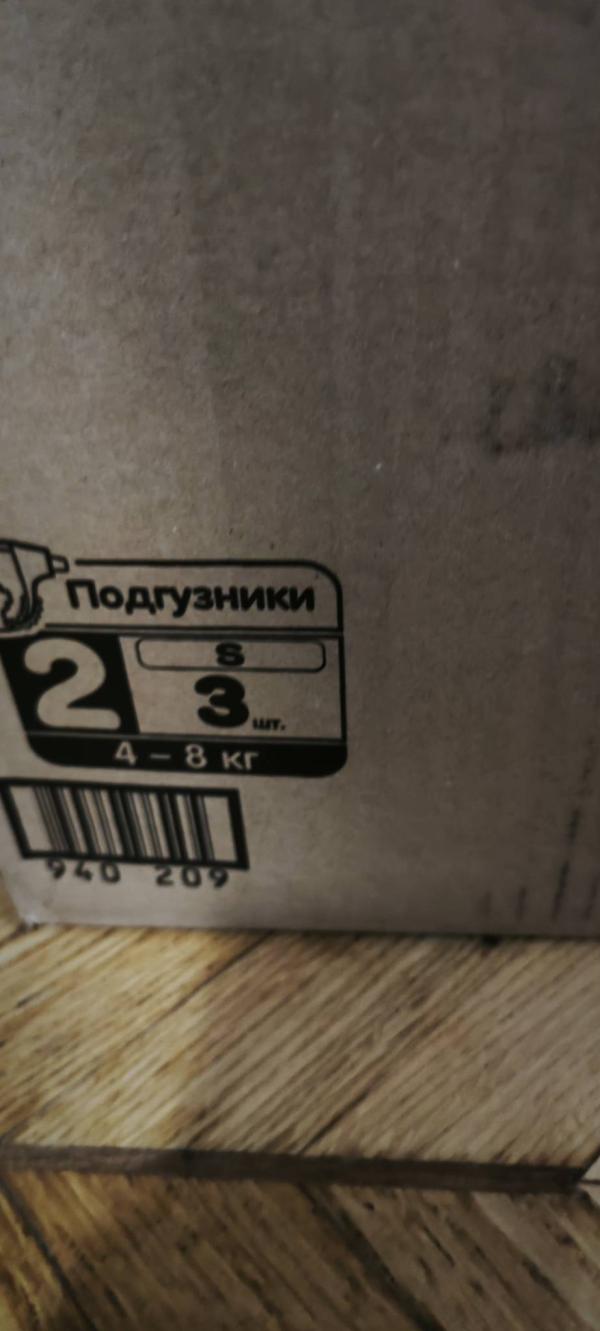 Подгузники
S
2 3 шт.
4 – 8 кг
940 209